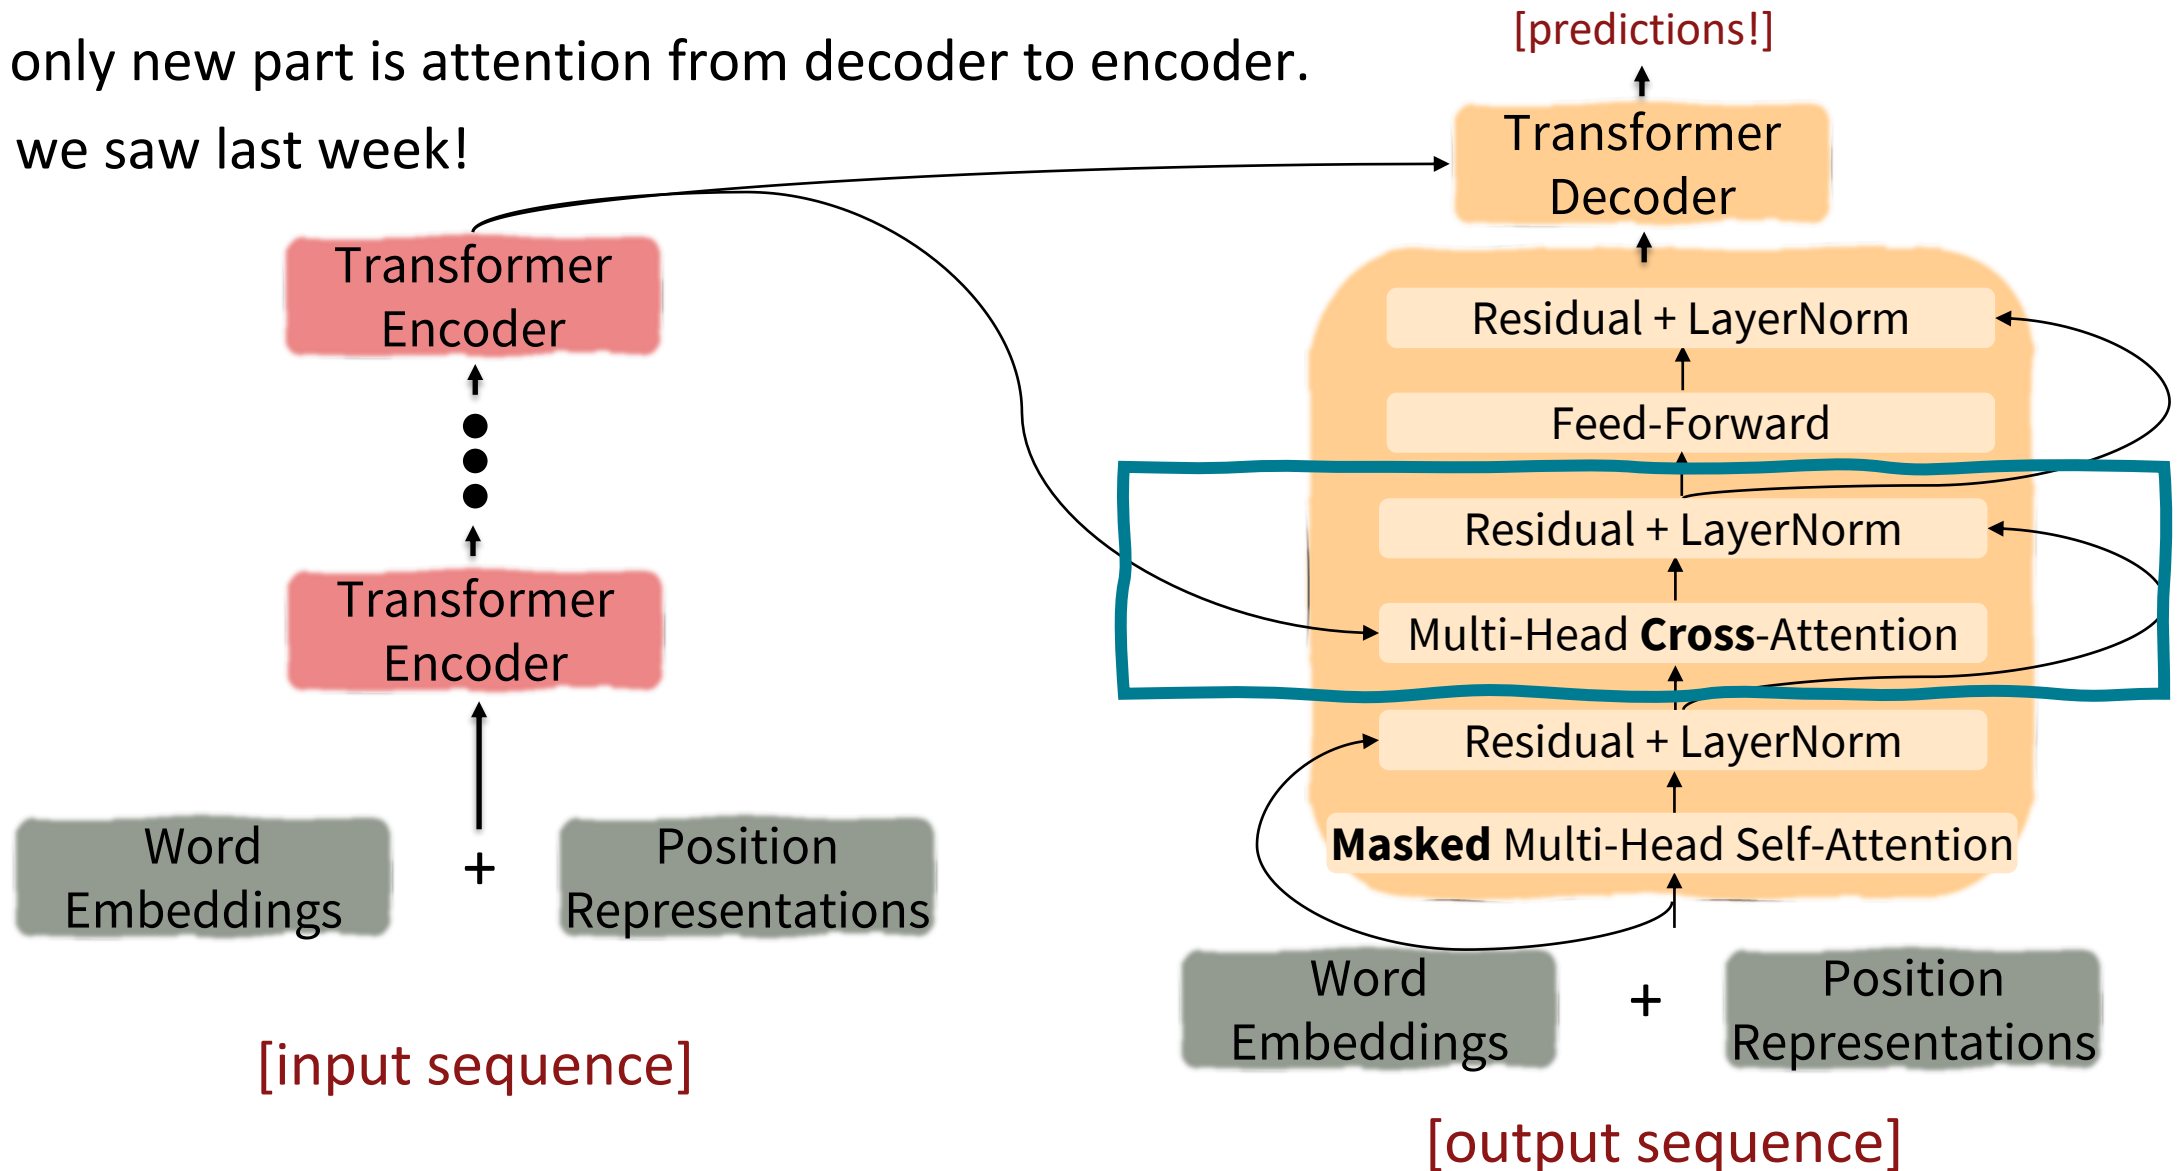 only new part is attention from decoder to encoder.
we saw last week!
[predictions!]
Transformer
Decoder
Transformer
Encoder
Transformer
Encoder
Word
Embeddings
+
Position
Representations
[input sequence]
Residual + LayerNorm
Feed-Forward
Residual + LayerNorm
Multi-Head Cross-Attention
Residual + LayerNorm
Masked Multi-Head Self-Attention
Word
Embeddings
+
Position
Representations
[output sequence]